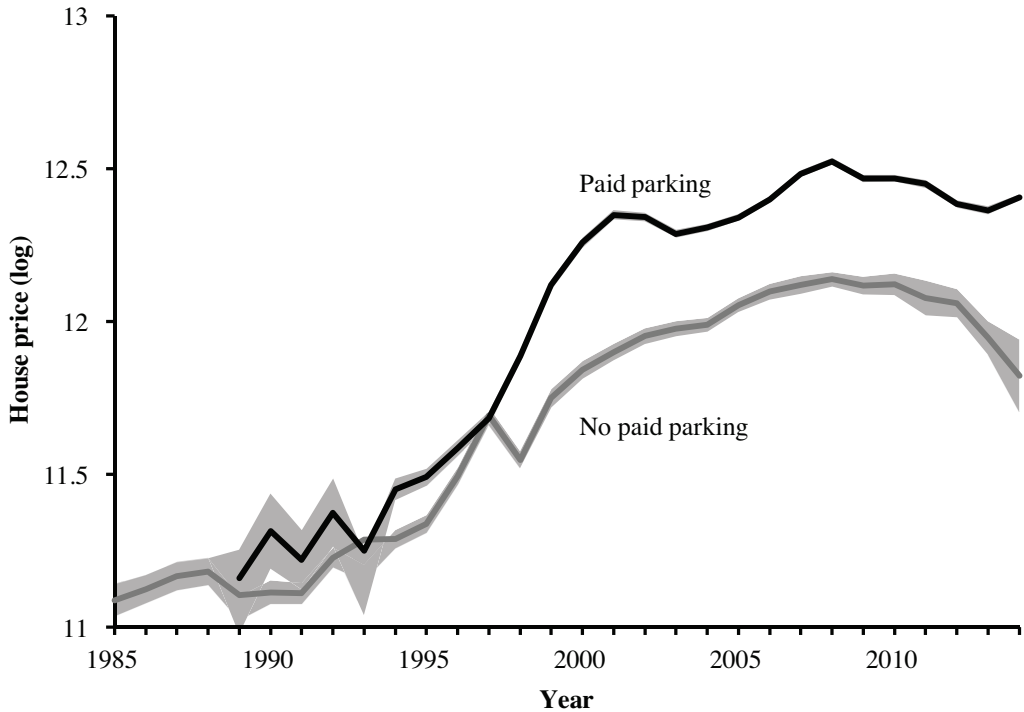 13
12.5
12
11.5
11
House price (log)
Paid parking
No paid parking
1985 1990 1995 2000 2005 2010
Year